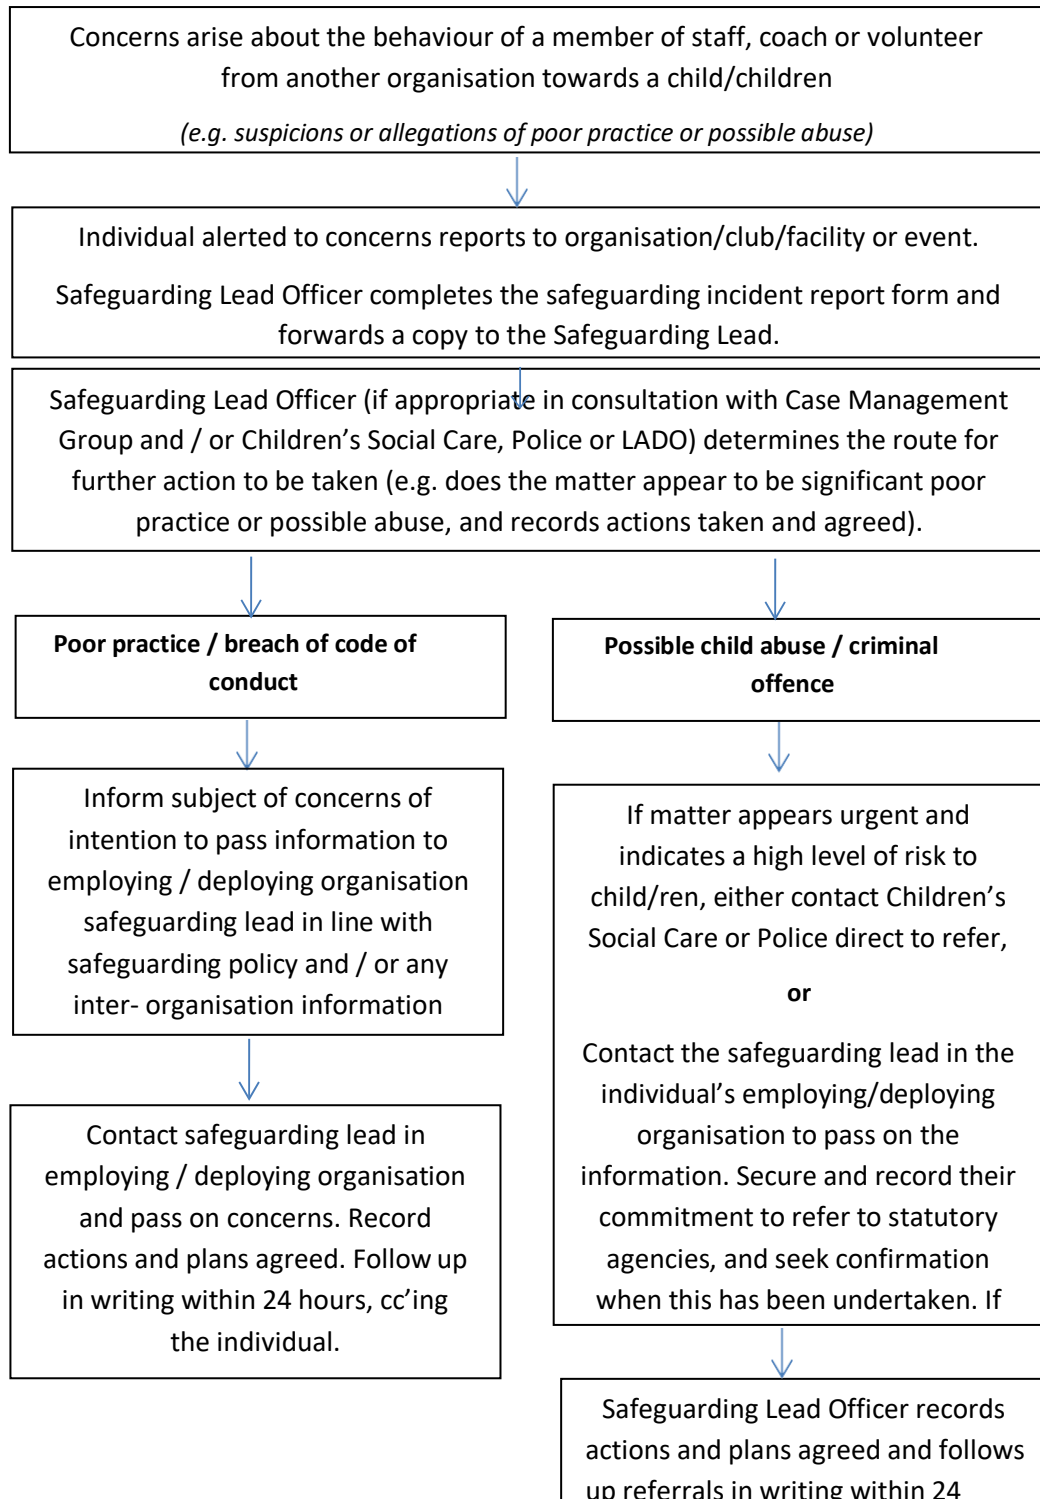 Concerns arise about the behaviour of a member of staff, coach or volunteer
from another organisation towards a child/children
(e.g. suspicions or allegations of poor practice or possible abuse)
Individual alerted to concerns reports to organisation/club/facility or event.
Safeguarding Lead Officer completes the safeguarding incident report form and
forwards a copy to the Safeguarding Lead.
Safeguarding Lead Officer (if appropriate in consultation with Case Management
Group and / or Children’s Social Care, Police or LADO) determines the route for
further action to be taken (e.g. does the matter appear to be significant poor
practice or possible abuse, and records actions taken and agreed).
Poor practice / breach of code of
conduct
Inform subject of concerns of
intention to pass information to
employing / deploying organisation
safeguarding lead in line with
safeguarding policy and / or any
inter- organisation information
Contact safeguarding lead in
employing / deploying organisation
and pass on concerns. Record
actions and plans agreed. Follow up
in writing within 24 hours, cc’ing
the individual.
Possible child abuse / criminal
offence
If matter appears urgent and
indicates a high level of risk to
child/ren, either contact Children’s
Social Care or Police direct to refer,
or
Contact the safeguarding lead in the
individual’s employing/deploying
organisation to pass on the
information. Secure and record their
commitment to refer to statutory
agencies, and seek confirmation
when this has been undertaken. If
Safeguarding Lead Officer records
actions and plans agreed and follows
up referrals in writing within 24